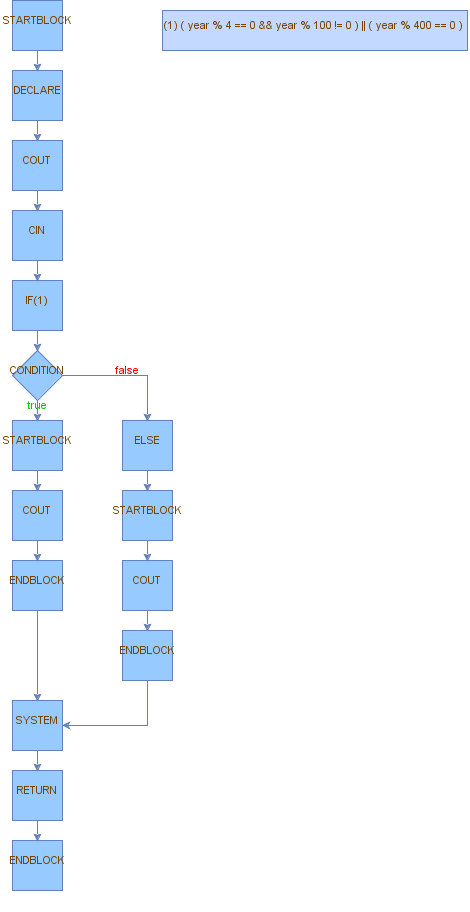 STARTBLOCK
(1) ( year % 4 == 0 && year % 100 != 0 ) || ( year % 400 == 0 )
DECLARE
COUT
CIN
IF(1)
CONDITION
false
true
STARTBLOCK
ELSE
COUT
STARTBLOCK
ENDBLOCK
COUT
ENDBLOCK
SYSTEM
RETURN
ENDBLOCK